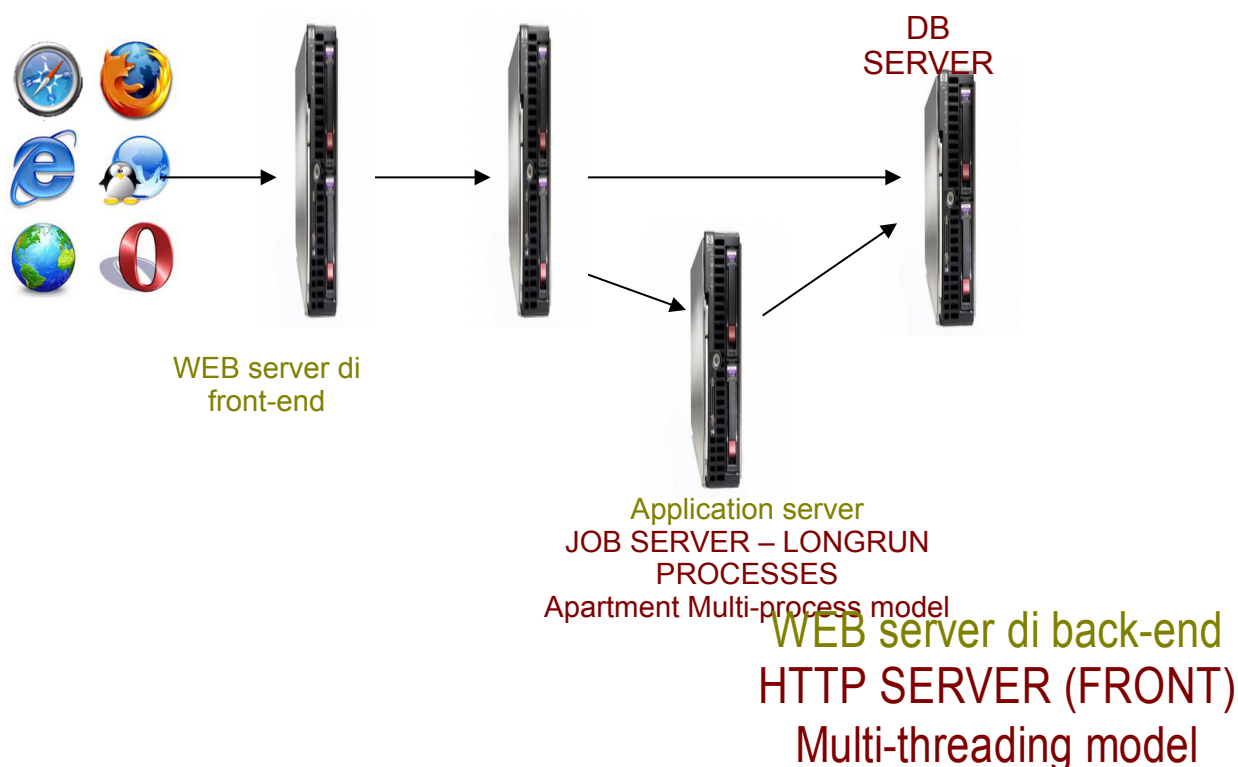 DB
SERVER
WEB server di
front-end
Application server
JOB SERVER – LONGRUN
PROCESSES
Apartment Multi-process model
WEB server di back-end
HTTP SERVER (FRONT)
Multi-threading model